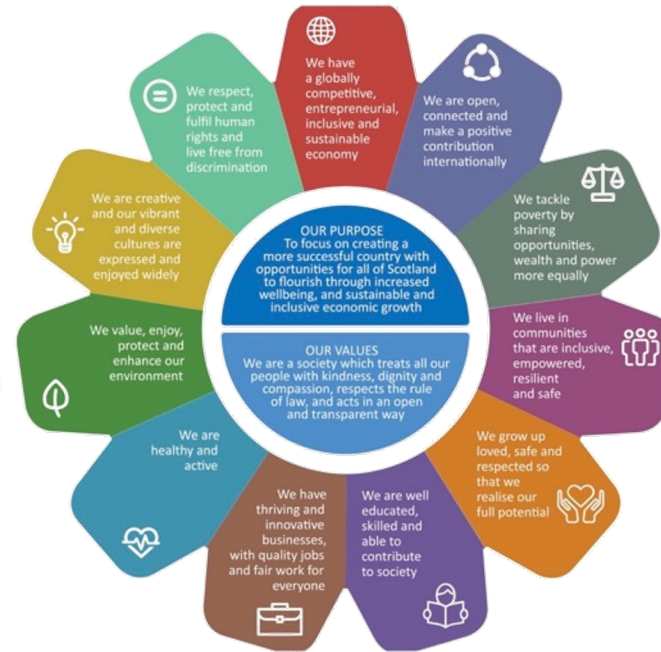 We have
a globally
competitive,
entrepreneurial,
inclusive and
sustainable
economy
We are open,
connected and
make a positive
contribution
internationally
We tackle
poverty by
sharing
opportunities,
wealth and power
more equally
We live in
communities
that are inclusive,
empowered,
resilient
and safe
We grow up
loved, safe and
respected so
that we
realise our
full potential
We are well
educated,
skilled and
able to
contribute
to society
We have
thriving and
innovative
businesses,
with quality jobs
and fair work for
everyone
We are
healthy and
active
We value, enjoy,
protect and
enhance our
environment
We are creative
and our vibrant
and diverse
cultures are
expressed and
enjoyed widely
We respect,
protect and
fulfil human
rights and
live free from
discrimination
OUR PURPOSE
To focus on creating a
more successful country with
opportunities for all of Scotland
to flourish through increased
wellbeing, and sustainable and
inclusive economic growth
OUR VALUES
We are a society which treats all our
people with kindness, dignity and
compassion, respects the rule
of law, and acts in an open
and transparent way